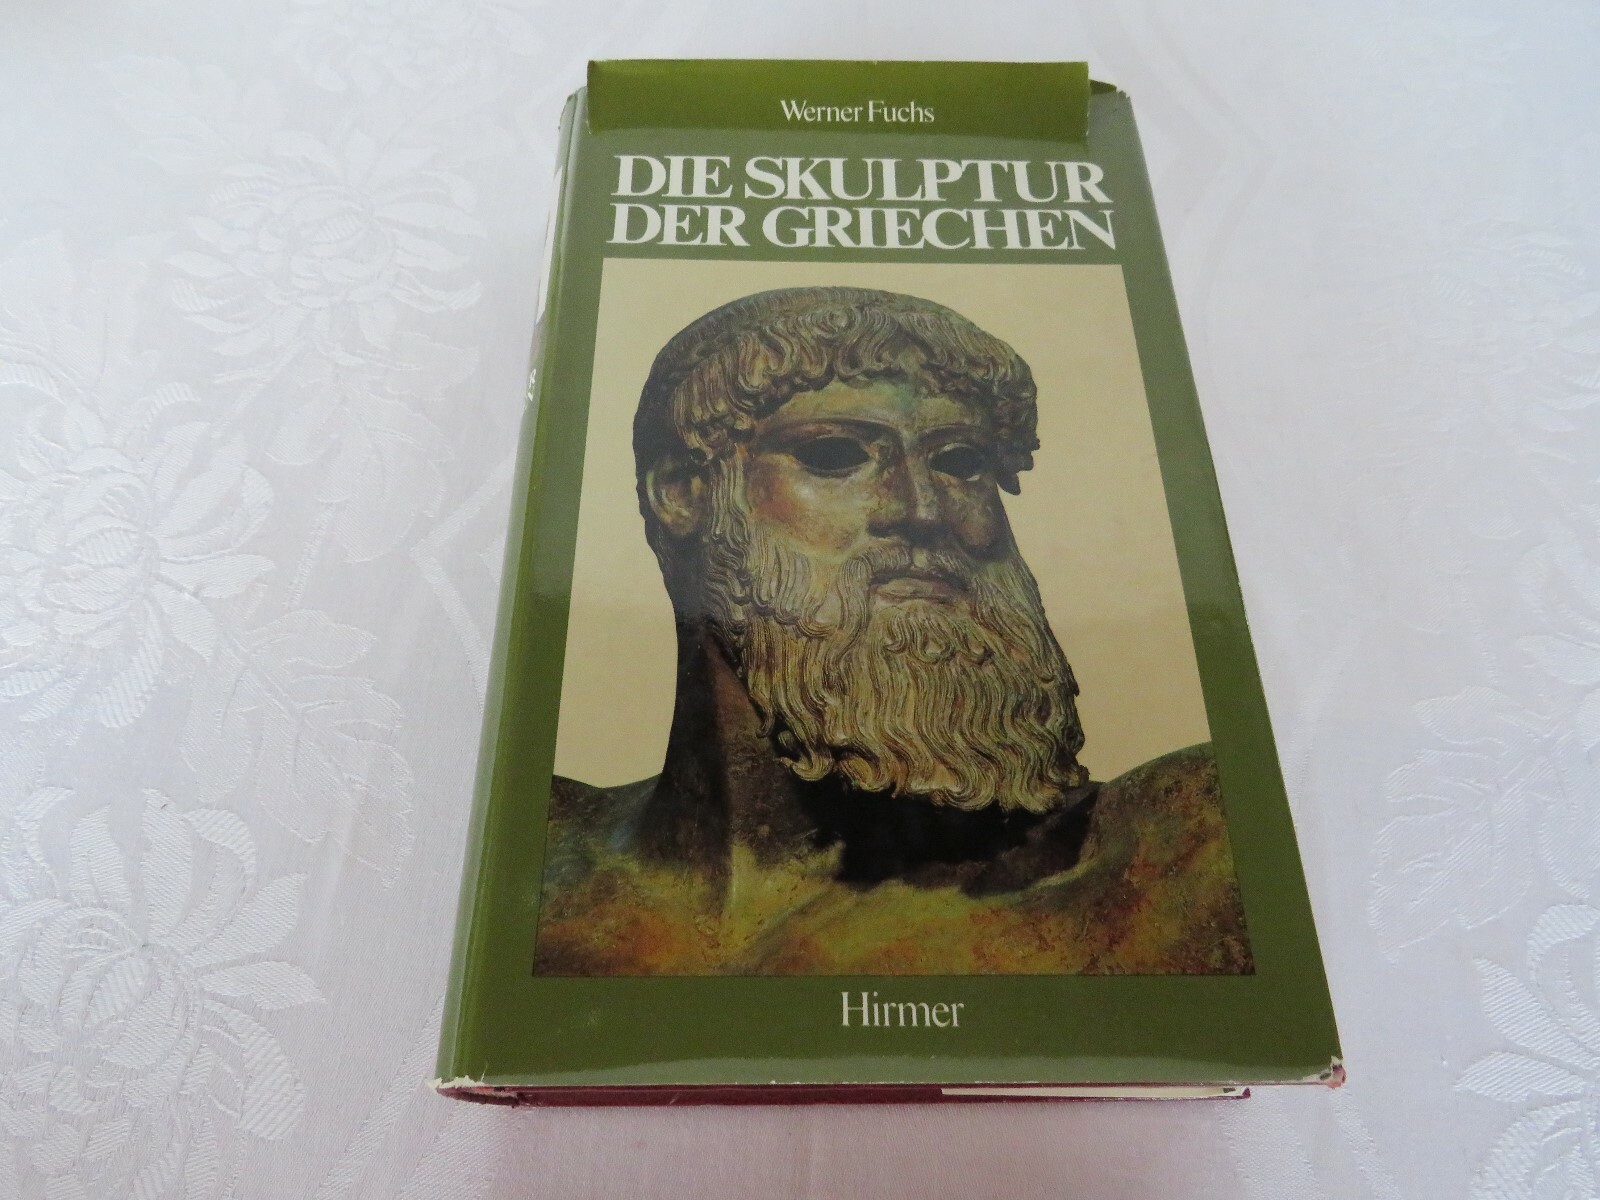 Werner Fuchs
DIE SKULPTUR
DER GRIECHEN
Hirmer